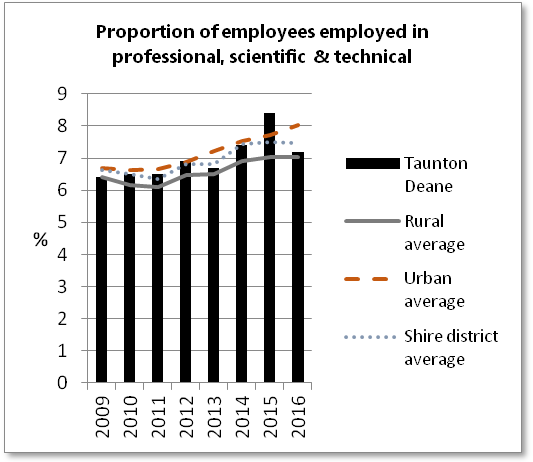 Proportion of employees employed in
professional, scientific & technical
9
8
7
6
5
4
3
2
1
0
%
2009
2010
2011
2012
2013
2014
2015
2016
Taunton
Deane
Rural
average
Urban
average
Shire district
average